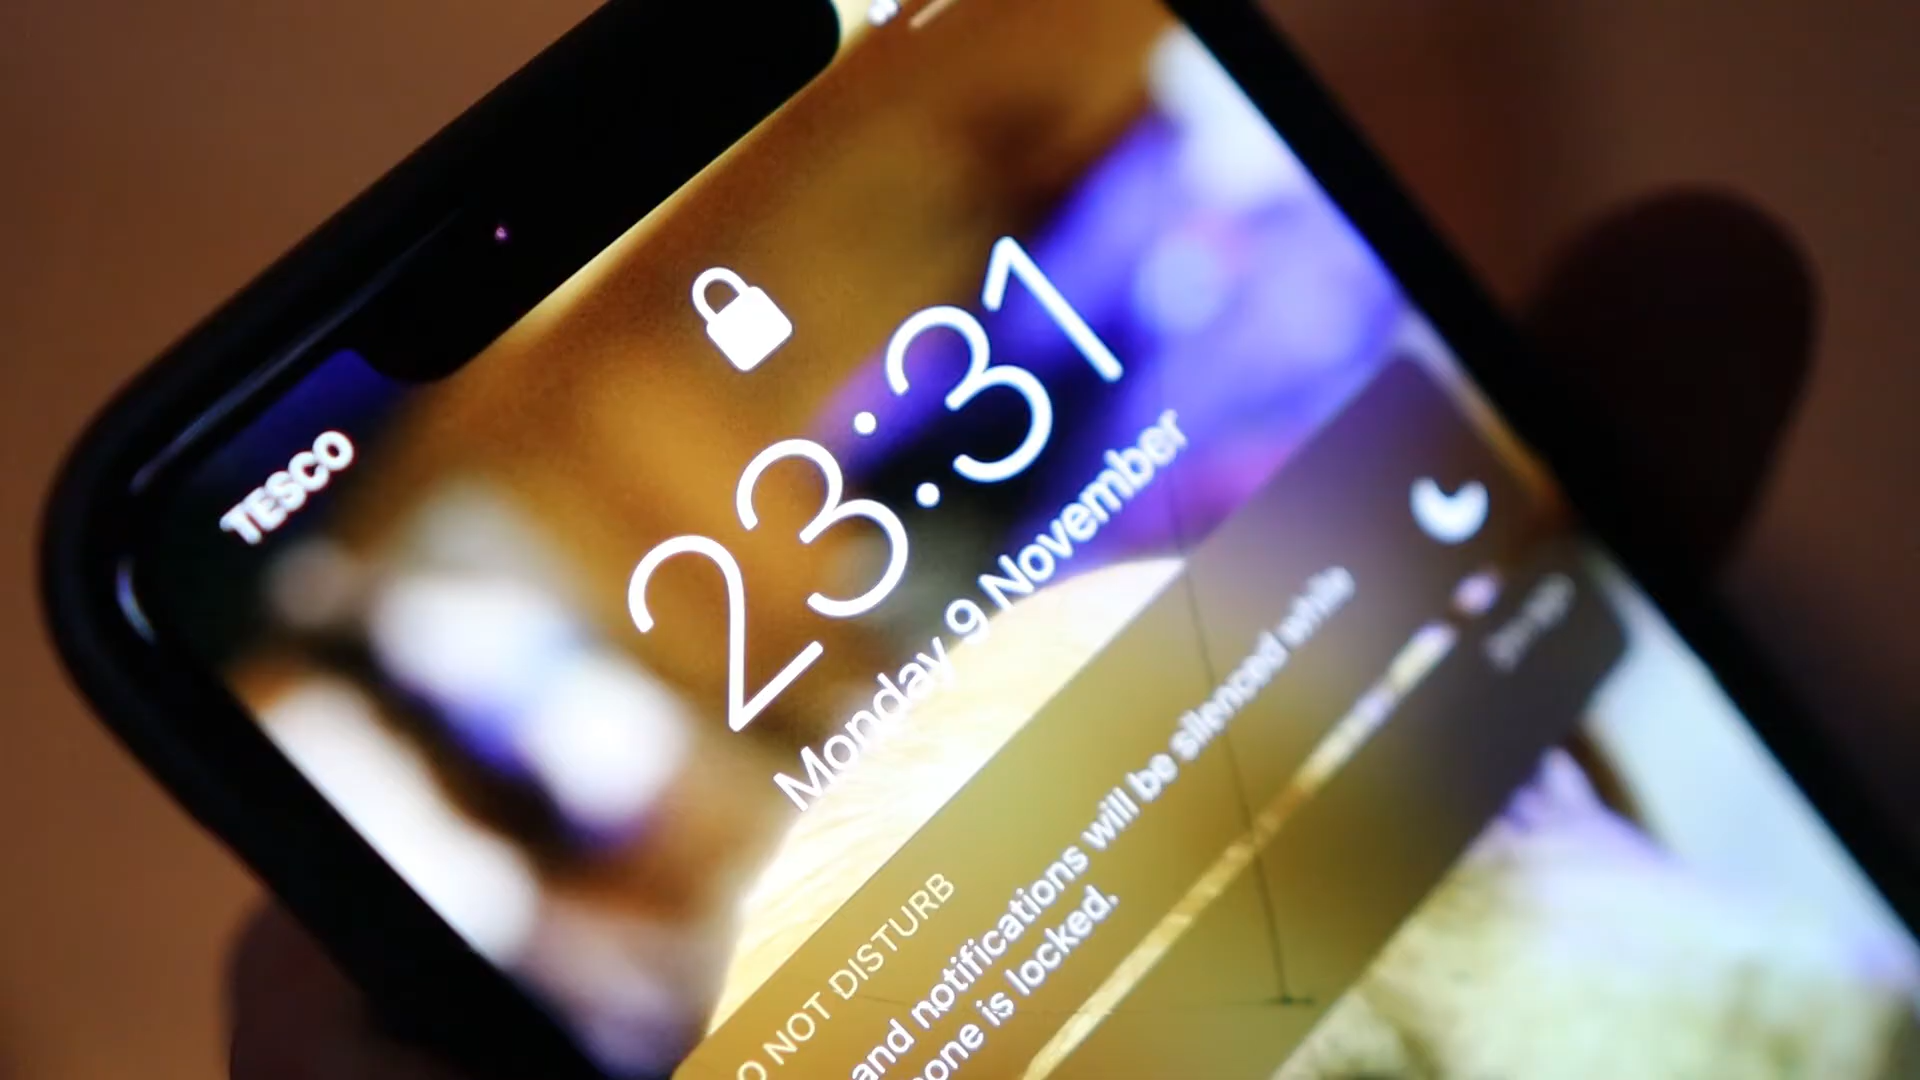 TESCO
23:31
Monday 9 November
O NOT DISTURB
and notifications will be silenced while
one is locked.